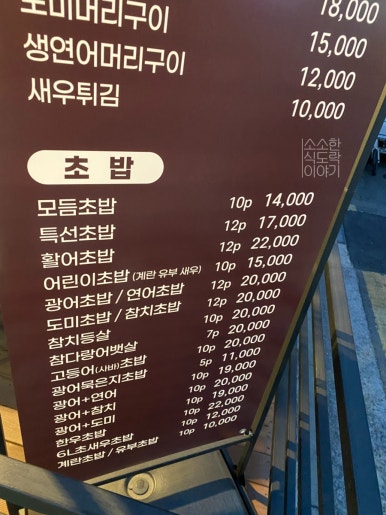 도미머리구이 18,000
생연어머리구이 15,000
새우튀김 12,000
10,000
소소한
식도락
이야기
초밥
모듬초밥 10p 14,000
특선초밥 12p 17,000
활어초밥 12p 22,000
어린이초밥 (계란 유부 새우) 10p 15,000
광어초밥 / 연어초밥 12p 20,000
도미초밥 / 참치초밥 12p 20,000
참치등살 10p 20,000
참다랑어뱃살 7p 20,000
고등어(사바)초밥 10p 20,000
광어묵은지초밥 5p 11,000
광어+연어 10p 20,000
광어+참치 10p 19,000
광어+도미 10p 19,000
한우초밥 10p 22,000
6L초새우초밥 10p 12,000
계란초밥 / 유부초밥 10p 10,000